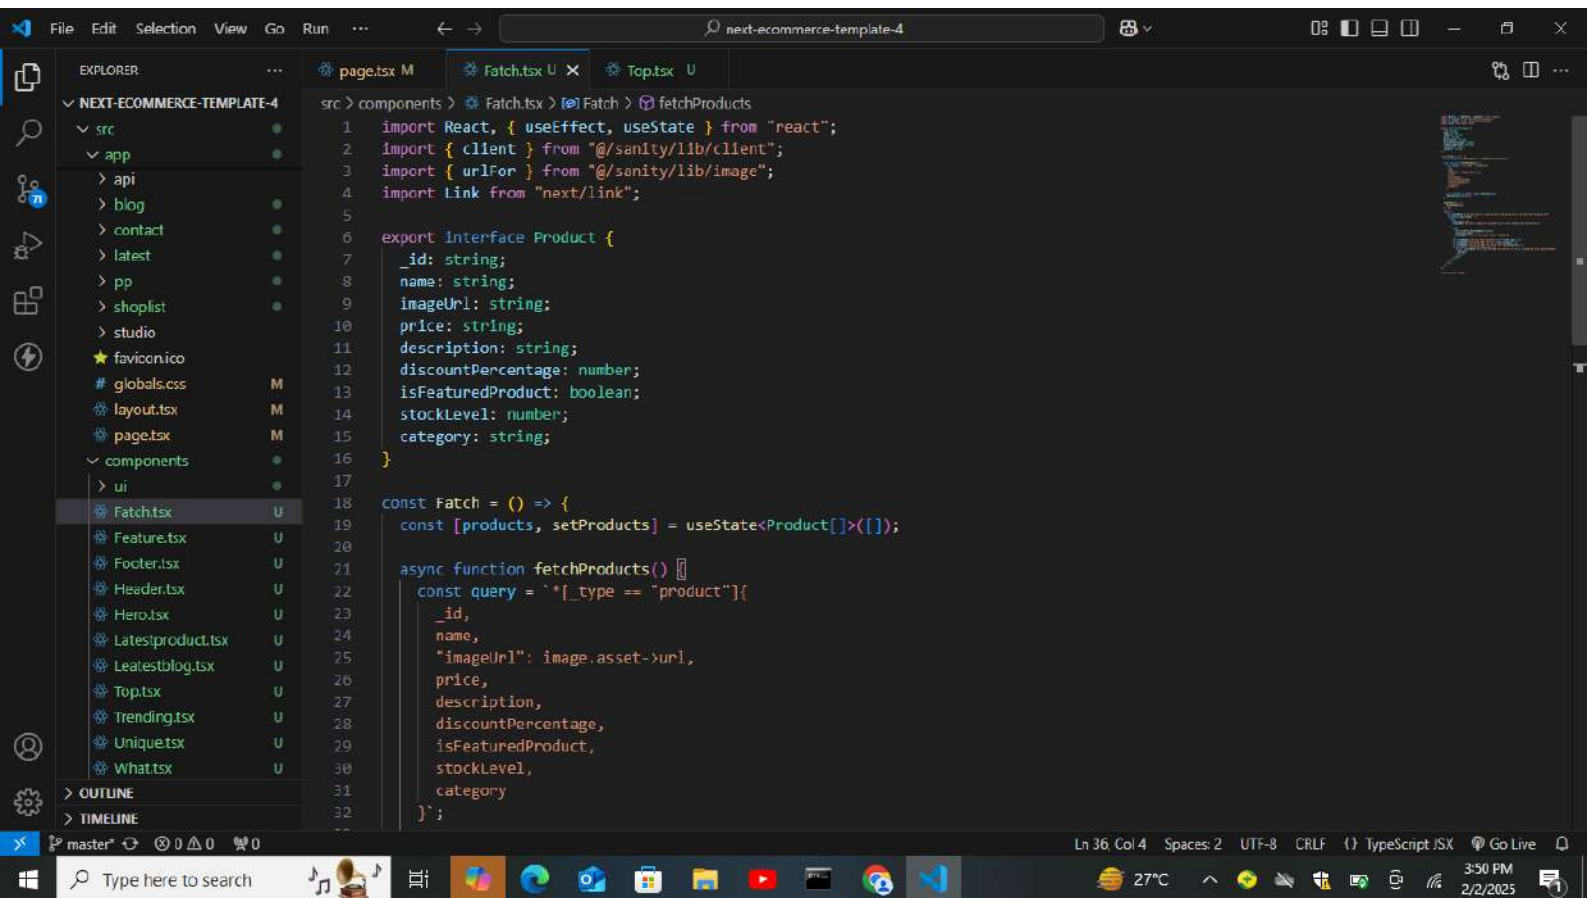 File Edit Selection View Go Run ···
next-ecommerce-template-4
EXPLORER ···
NEXT-ECOMMERCE-TEMPLATE-4
src
app
api
blog
contact
latest
pp
shoplist
studio
favicon.ico
# globals.css M
layout.tsx M
page.tsx M
components
ui
Fatch.tsx U
Feature.tsx U
Footer.tsx U
Header.tsx U
Hero.tsx U
Latestproduct.tsx U
Leatestblog.tsx U
Top.tsx U
Trending.tsx U
Unique.tsx U
What.tsx U
OUTLINE
TIMELINE
71
page.tsx M Fatch.tsx U Top.tsx U
src > components > Fatch.tsx > Fatch > fetchProducts
1 import React, { useEffect, useState } from "react";
2 import { client } from "@/sanity/lib/client";
3 import { urlFor } from "@/sanity/lib/image";
4 import Link from "next/link";
5
6 export interface Product {
7 _id: string;
8 name: string;
9 imageUrl: string;
10 price: string;
11 description: string;
12 discountPercentage: number;
13 isFeaturedProduct: boolean;
14 stockLevel: number;
15 category: string;
16 }
17
18 const Fatch = () => {
19 const [products, setProducts] = useState<Product[]>([]);
20
21 async function fetchProducts() {
22 const query = `*[_type == "product"]{
23 _id,
24 name,
25 "imageUrl": image.asset->url,
26 price,
27 description,
28 discountPercentage,
29 isFeaturedProduct,
30 stockLevel,
31 category
32 }`;
master* 0 0 0 Ln 36, Col 4 Spaces: 2 UTF-8 CRLF {} TypeScript JSX Go Live
Type here to search 27°C 3:50 PM
2/2/2025
1